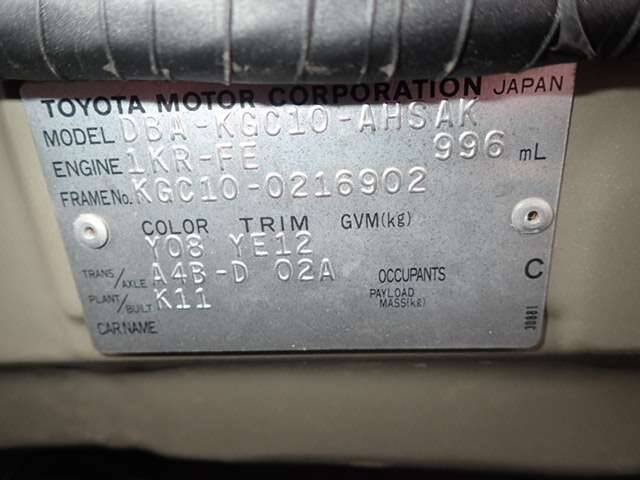 TOYOTA MOTOR CORPORATION JAPAN
MODEL DBA-KGC10-AHSAK
ENGINE 1KR-FE 996 mL
FRAME No. KGC10-0216902
COLOR TRIM GVM(kg)
Y08 YE12
TRANS/AXLE A4B-D 02A OCCUPANTS C
PLANT/BUILT K11 PAYLOAD MASS(kg)
CAR NAME